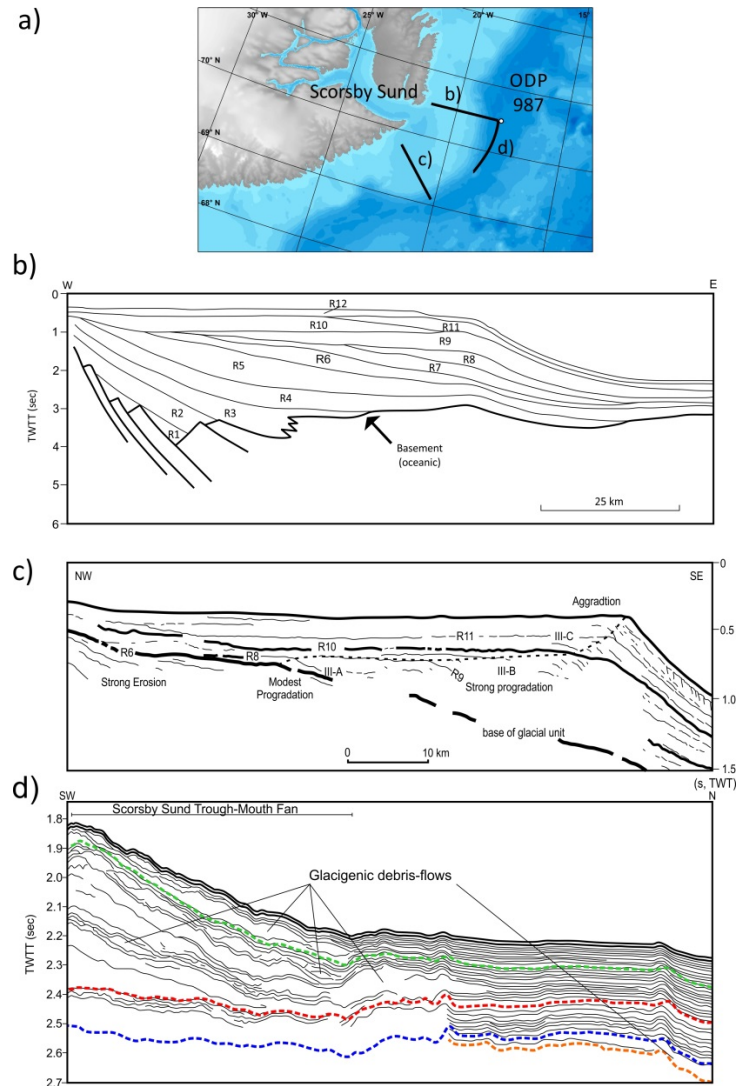 a)
30° W
25° W
20° W
15°
70° N
69° N
68° N
Scorsby Sund
ODP
987
b)
c)
d)
b)
W
E
0
1
2
3
4
5
6
TWTT (sec)
R12
R10
R11
R9
R5
R6
R8
R7
R4
R2
R3
R1
Basement
(oceanic)
25 km
c)
NW
SE
0
0.5
1.0
1.5
(s, TWT)
Aggradtion
R6
R8
R10
R11
III-C
Strong Erosion
Modest
Progradation
III-A
R9
III-B
Strong progradation
base of glacial unit
0
10 km
d)
SW
N
Scorsby Sund Trough-Mouth Fan
Glacigenic debris-flows
1.8
1.9
2.0
2.1
2.2
2.3
2.4
2.5
2.6
2.7
TWTT (sec)